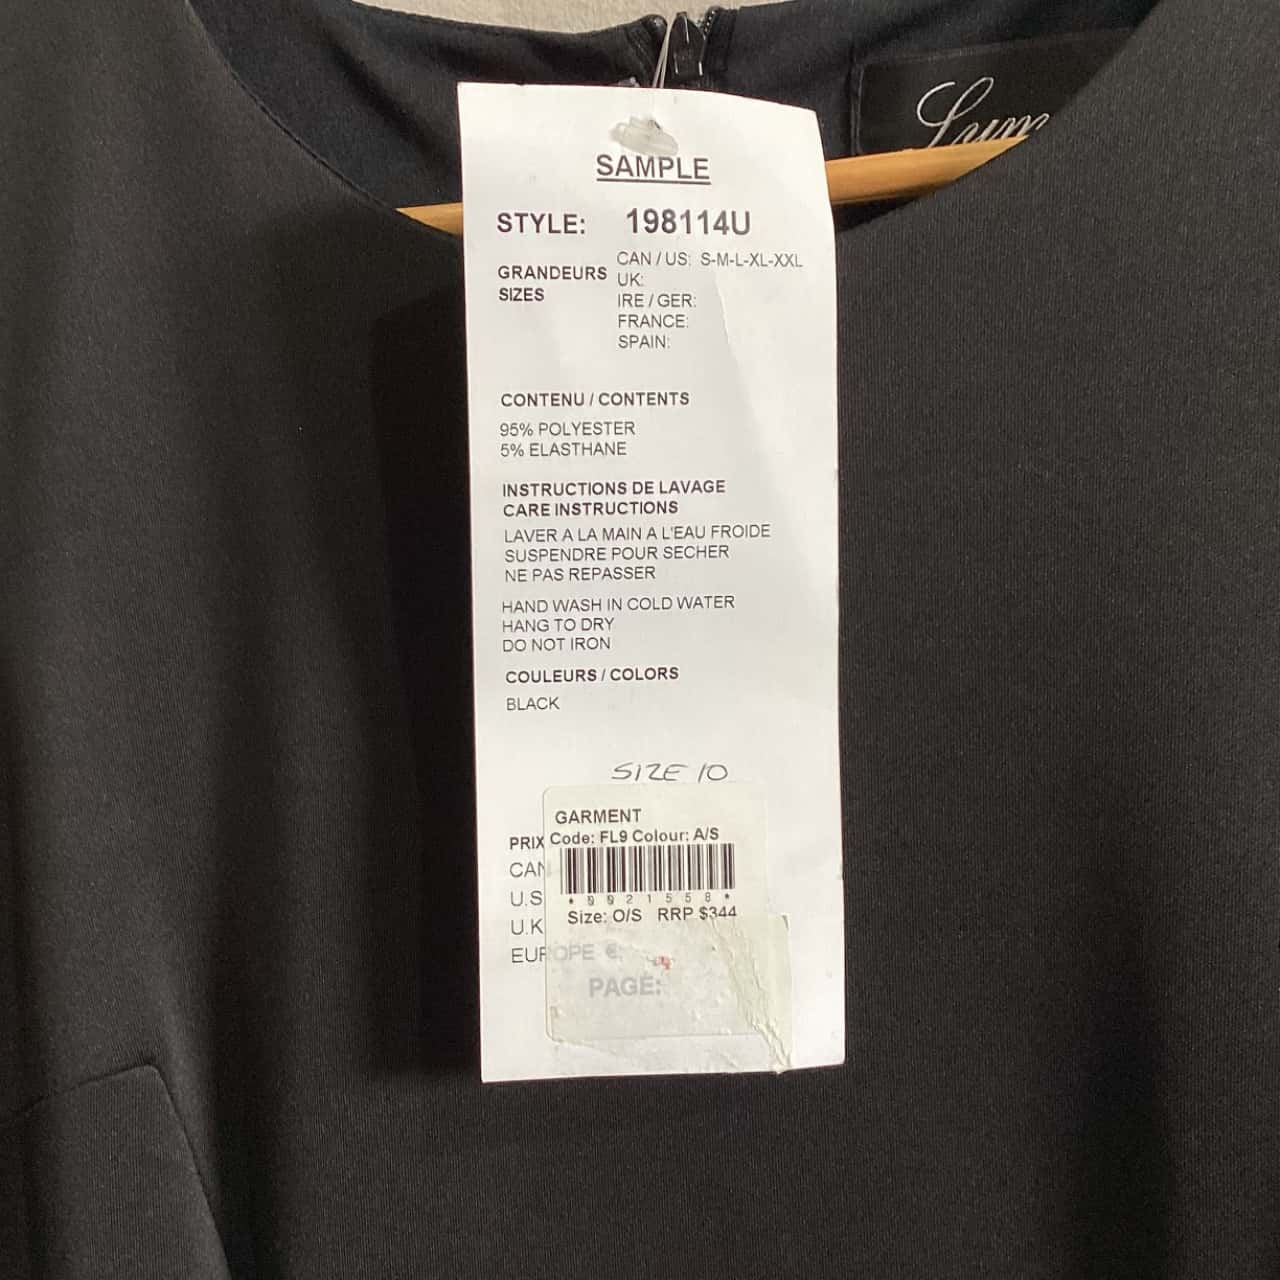 SAMPLE
STYLE: 198114U
GRANDEURS
SIZES
CAN / US: S-M-L-XL-XXL
UK:
IRE / GER:
FRANCE:
SPAIN:
CONTENU / CONTENTS
95% POLYESTER
5% ELASTHANE
INSTRUCTIONS DE LAVAGE
CARE INSTRUCTIONS
LAVER A LA MAIN A L'EAU FROIDE
SUSPENDRE POUR SECHER
NE PAS REPASSER
HAND WASH IN COLD WATER
HANG TO DRY
DO NOT IRON
COULEURS / COLORS
BLACK
SIZE 10
GARMENT
Code: FL9 Colour: A/S
*0021558*
Size: O/S RRP $344
PRIX
CAN
U.S
U.K
EUROPE €:
PAGE: